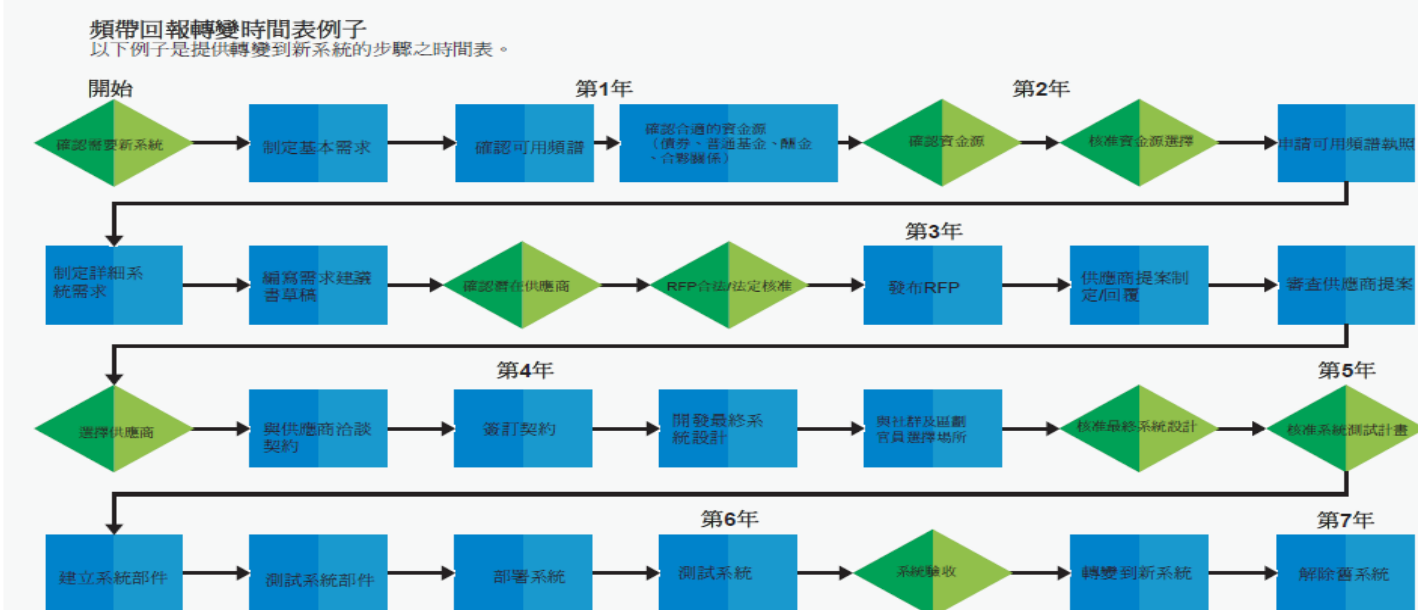 頻帶回報轉變時間表例子
以下例子是提供轉變到新系統的步驟之時間表。
開始
第1年
第2年
確認需要新系統
制定基本需求
確認可用頻譜
確認合適的資金源
(債券、普通基金、酬金
、合夥關係)
確認資金源
核准資金源選擇
申請可用頻譜執照
第3年
制定詳細系
統需求
編寫需求建議
書草稿
確認潛在供應商
RFP合法/法定核准
發布RFP
供應商提案制
定/回覆
審查供應商提案
第4年
第5年
選擇供應商
與供應商洽談
契約
簽訂契約
開發最終系
統設計
與社群及區劃
官員選擇場所
核准最終系統設計
核准系統測試計畫
第6年
第7年
建立系統部件
測試系統部件
部署系統
測試系統
系統驗收
轉變到新系統
解除舊系統